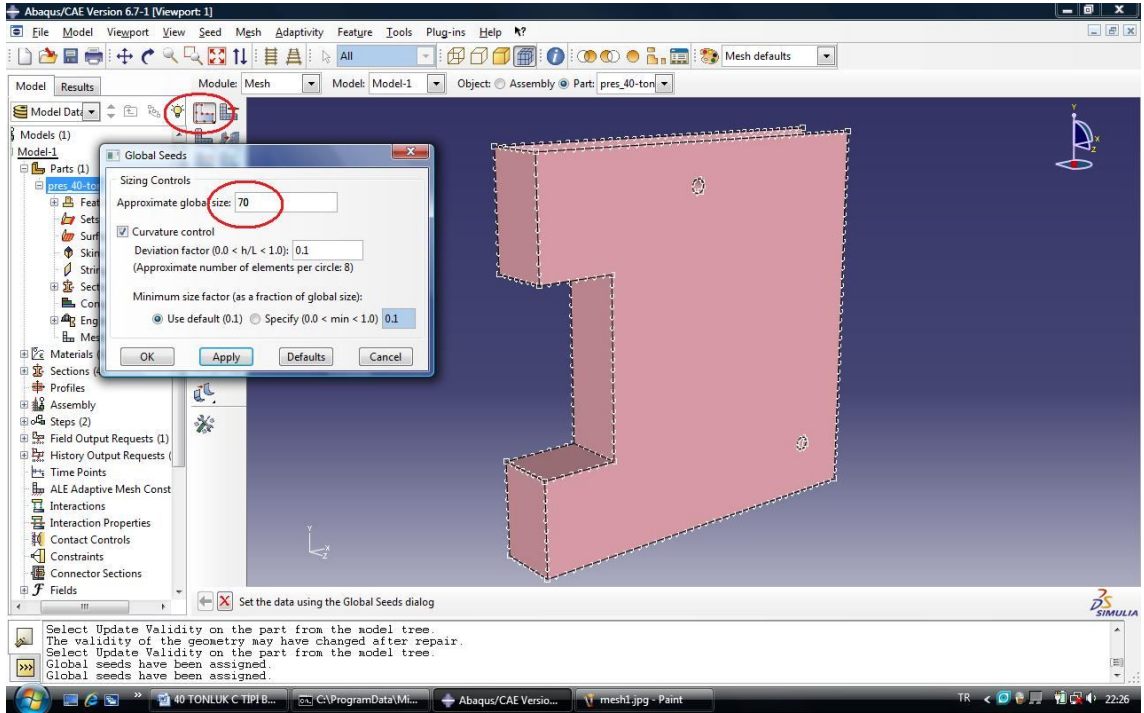 Abaqus/CAE Version 6.7-1 [Viewport: 1]
File Model Viewport View Seed Mesh Adaptivity Feature Tools Plug-ins Help
All Mesh defaults
Model Results Module: Mesh Model: Model-1 Object: Assembly Part: pres_40-ton
Model Data
Models (1)
Model-1
Parts (1)
pres_40-to
Feat
Sets
Surf
Skin
Strin
Sect
Con
Eng
Mes
Materials
Sections (4
Profiles
Assembly
Steps (2)
Field Output Requests (1)
History Output Requests (
Time Points
ALE Adaptive Mesh Const
Interactions
Interaction Properties
Contact Controls
Constraints
Connector Sections
Fields
Global Seeds
Sizing Controls
Approximate global size: 70
Curvature control
Deviation factor (0.0 < h/L < 1.0): 0.1
(Approximate number of elements per circle: 8)
Minimum size factor (as a fraction of global size):
Use default (0.1) Specify (0.0 < min < 1.0) 0.1
OK Apply Defaults Cancel
Y
X
Z
Y
X
Z
Set the data using the Global Seeds dialog
SIMULIA
Select Update Validity on the part from the model tree.
The validity of the geometry may have changed after repair.
Select Update Validity on the part from the model tree.
Global seeds have been assigned.
Global seeds have been assigned.
40 TONLUK C TİPİ B... C:\ProgramData\Mi... Abaqus/CAE Versio... mesh1.jpg - Paint TR 22:26